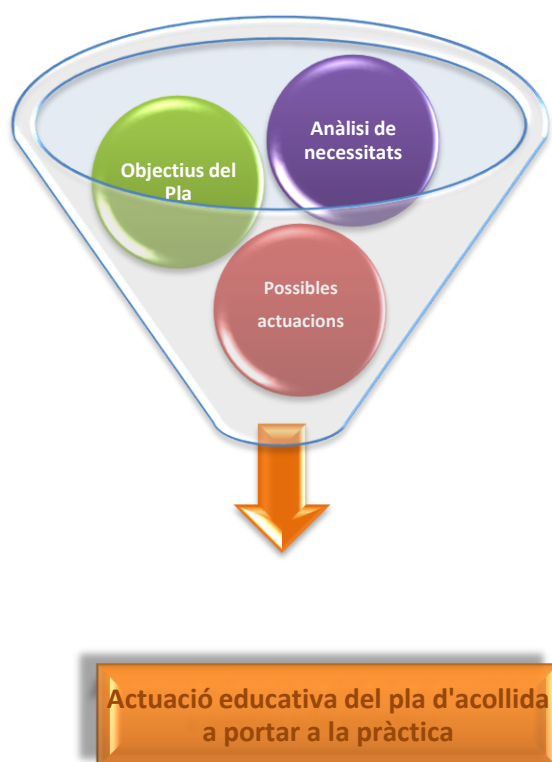 Anàlisi de
necessitats
Objectius del
Pla
Possibles
actuacions
Actuació educativa del pla d'acollida
a portar a la pràctica